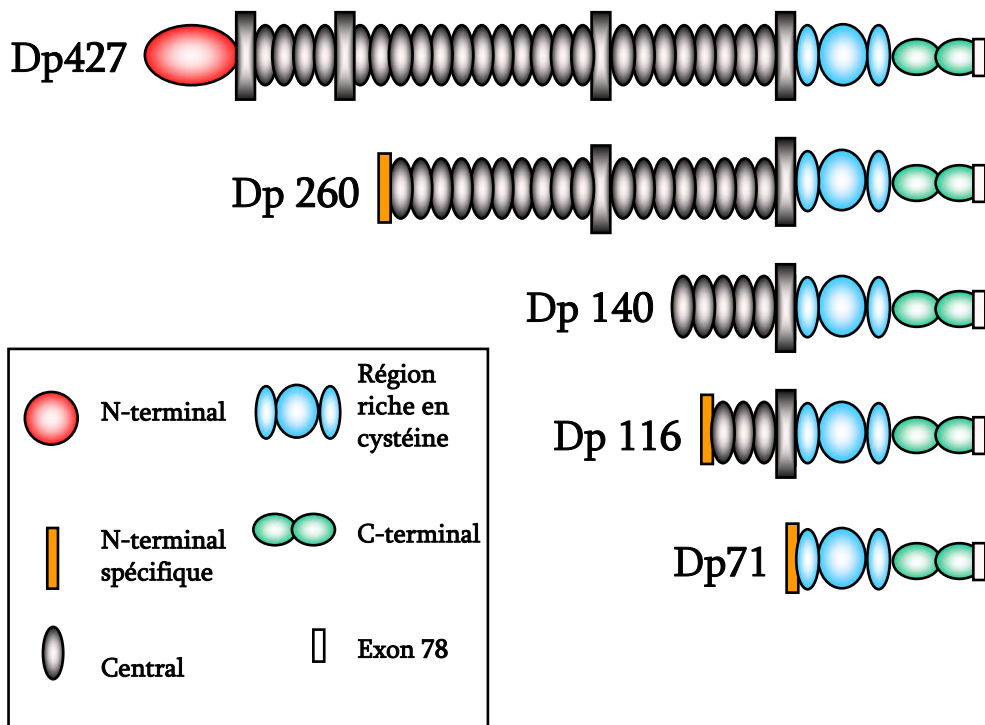 Dp427
Dp 260
Dp 140
Dp 116
Dp71
N-terminal
Région
riche en
cystéine
N-terminal
spécifique
C-terminal
Central
Exon 78